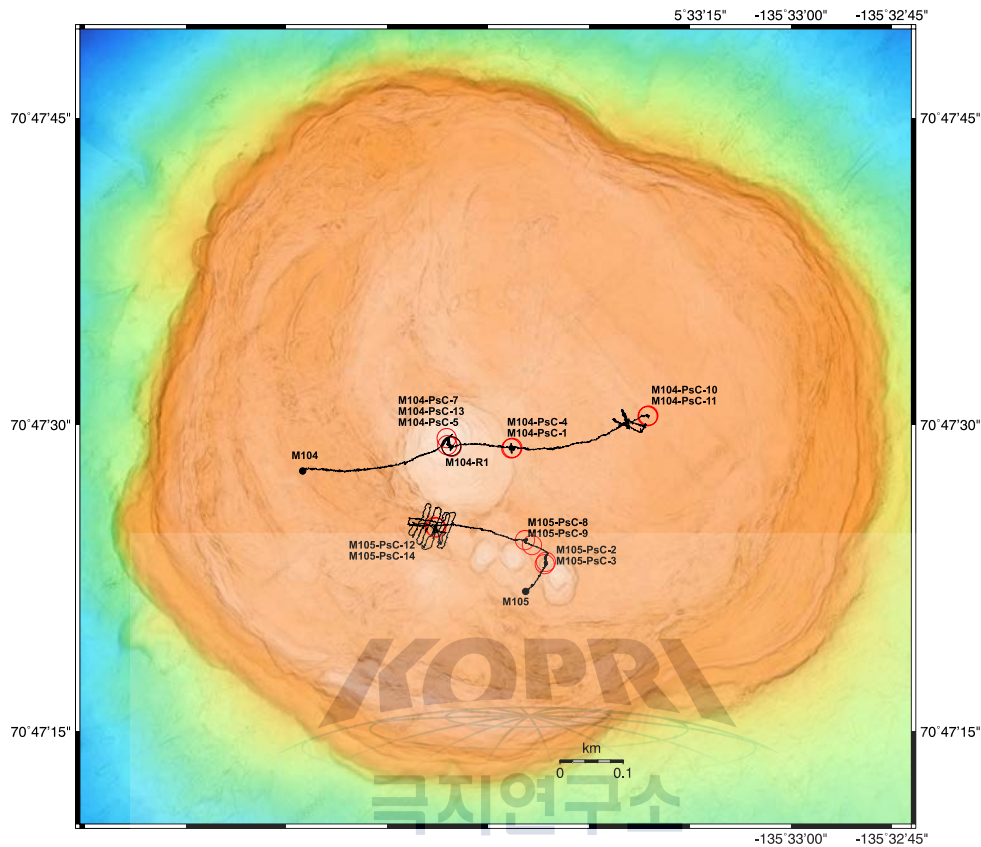 5˚33'15" -135˚33'00" -135˚32'45"
70˚47'45" 70˚47'45"
M104-PsC-10
M104-PsC-11
M104-PsC-7
M104-PsC-13
M104-PsC-5
M104-PsC-4
M104-PsC-1
70˚47'30" 70˚47'30"
M104
M104-R1
M105-PsC-8
M105-PsC-9
M105-PsC-12
M105-PsC-14
M105-PsC-2
M105-PsC-3
M105
KOPRI
70˚47'15" 70˚47'15"
km
0 0.1
극지연구소
-135˚33'00" -135˚32'45"